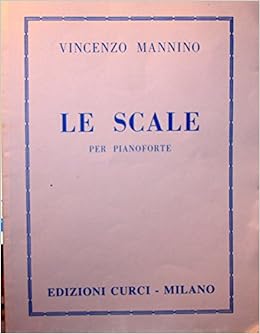 VINCENZO MANNINO
LE SCALE
PER PIANOFORTE
EDIZIONI CURCI - MILANO